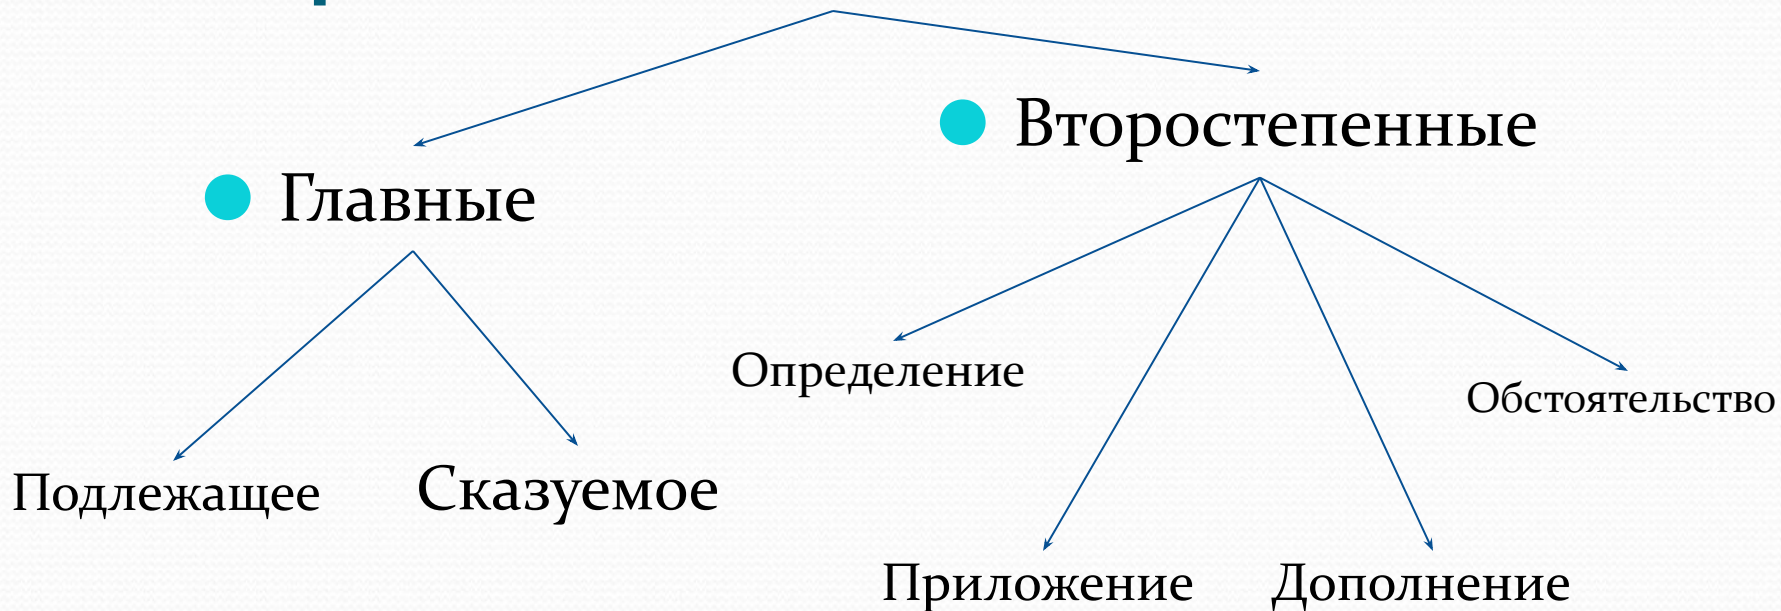 Второстепенные
Главные
Определение
Обстоятельство
Подлежащее
Сказуемое
Приложение
Дополнение